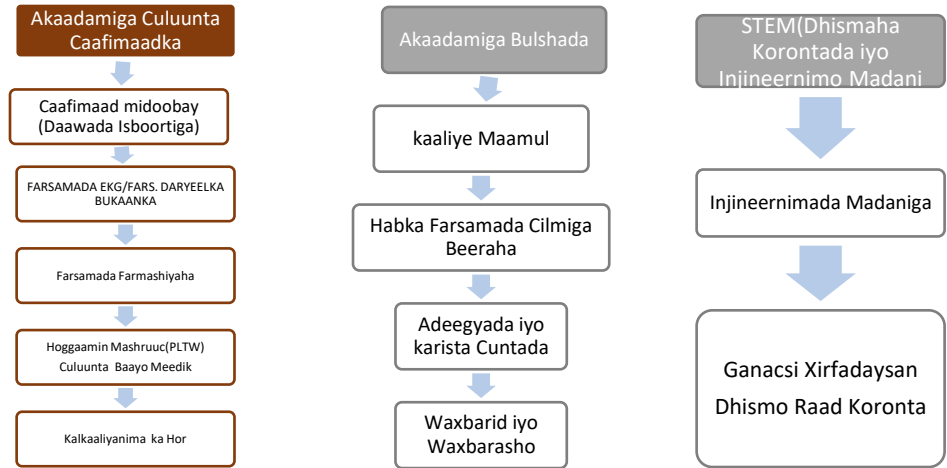 Akaadamiga Culuunta
Caafimaadka
Caafimaad midoobay
(Daawada Isboortiga)
FARSAMADA EKG/FARS. DARYEELKA
BUKAANKA
Farsamada Farmashiyaha
Hoggaamin Mashruuc(PLTW)
Culuunta Baayo Meedik
Kalkaaliyanima ka Hor
Akaadamiga Bulshada
kaaliye Maamul
Habka Farsamada Cilmiga
Beeraha
Adeegyada iyo
karista Cuntada
Waxbarid iyo
Waxbarasho
STEM(Dhismaha
Korontada iyo
Injineernimo Madani
Injineernimada Madaniga
Ganacsi Xirfadaysan
Dhismo Raad Koronta